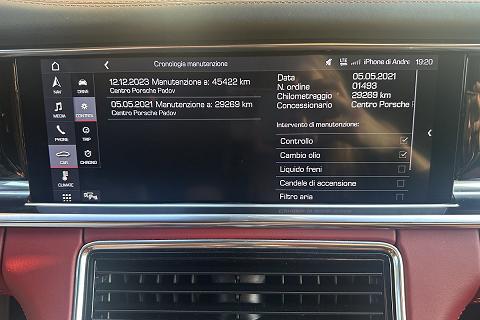 Cronologia manutenzione
LTE
iPhone di Andre
19:20
NAV
DRIVE
MEDIA
CONTROL
PHONE
TRIP
CAR
CHRONO
CLIMATE
12.12.2023 Manutenzione a: 45422 km
Centro Porsche Padov
05.05.2021 Manutenzione a: 29269 km
Centro Porsche Padov
Data 05.05.2021
N. ordine 01493
Chilometraggio 29269 km
Concessionario Centro Porsche
Intervento di manutenzione:
Controllo
Cambio olio
Liquido freni
Candele di accensione
Filtro aria